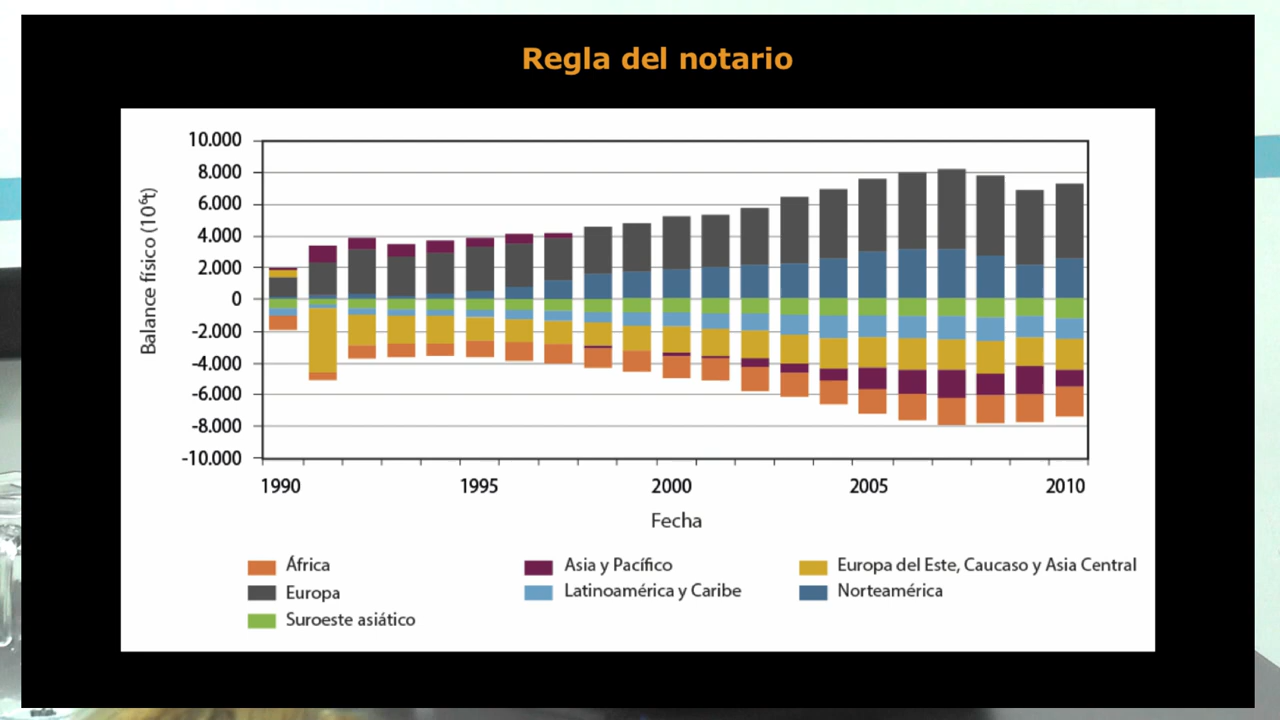 Regla del notario
Balance físico (10⁶t)
10.000
8.000
6.000
4.000
2.000
0
-2.000
-4.000
-6.000
-8.000
-10.000
1990 1995 2000 2005 2010
Fecha
África Asia y Pacífico Europa del Este, Caucaso y Asia Central
Europa Latinoamérica y Caribe Norteamérica
Suroeste asiático